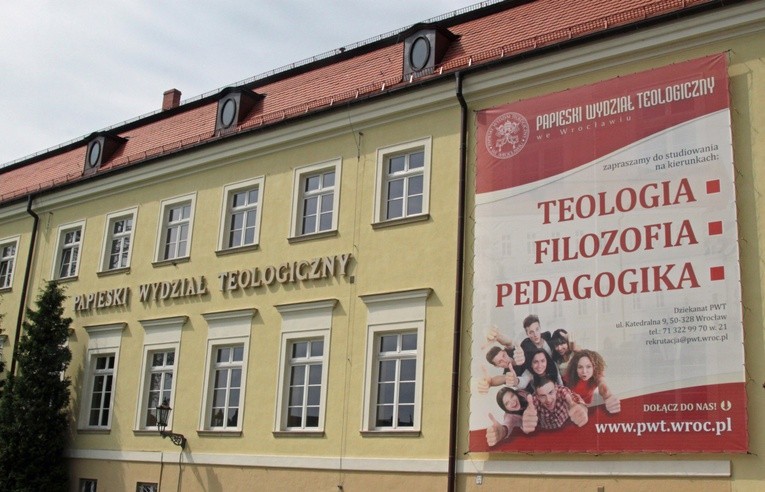 PAPIESKI WYDZIAŁ TEOLOGICZNY
PAPIESKI WYDZIAŁ TEOLOGICZNY
we Wrocławiu
zapraszamy do studiowania
na kierunkach:
TEOLOGIA
FILOZOFIA
PEDAGOGIKA
Dziekanat PWT
ul. Katedralna 9, 50-328 Wrocław
tel.: 71 322 99 70 w. 21
rekrutacja@pwt.wroc.pl
DOŁĄCZ DO NAS!
www.pwt.wroc.pl